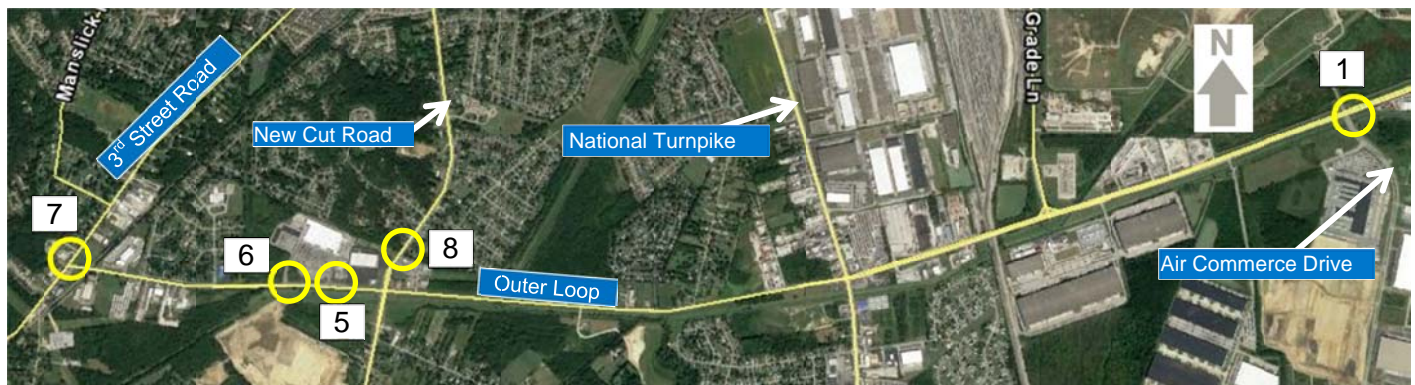 Manslick
3rd Street Road
New Cut Road
National Turnpike
Grade Ln
N
1
7
6
5
8
Outer Loop
Air Commerce Drive